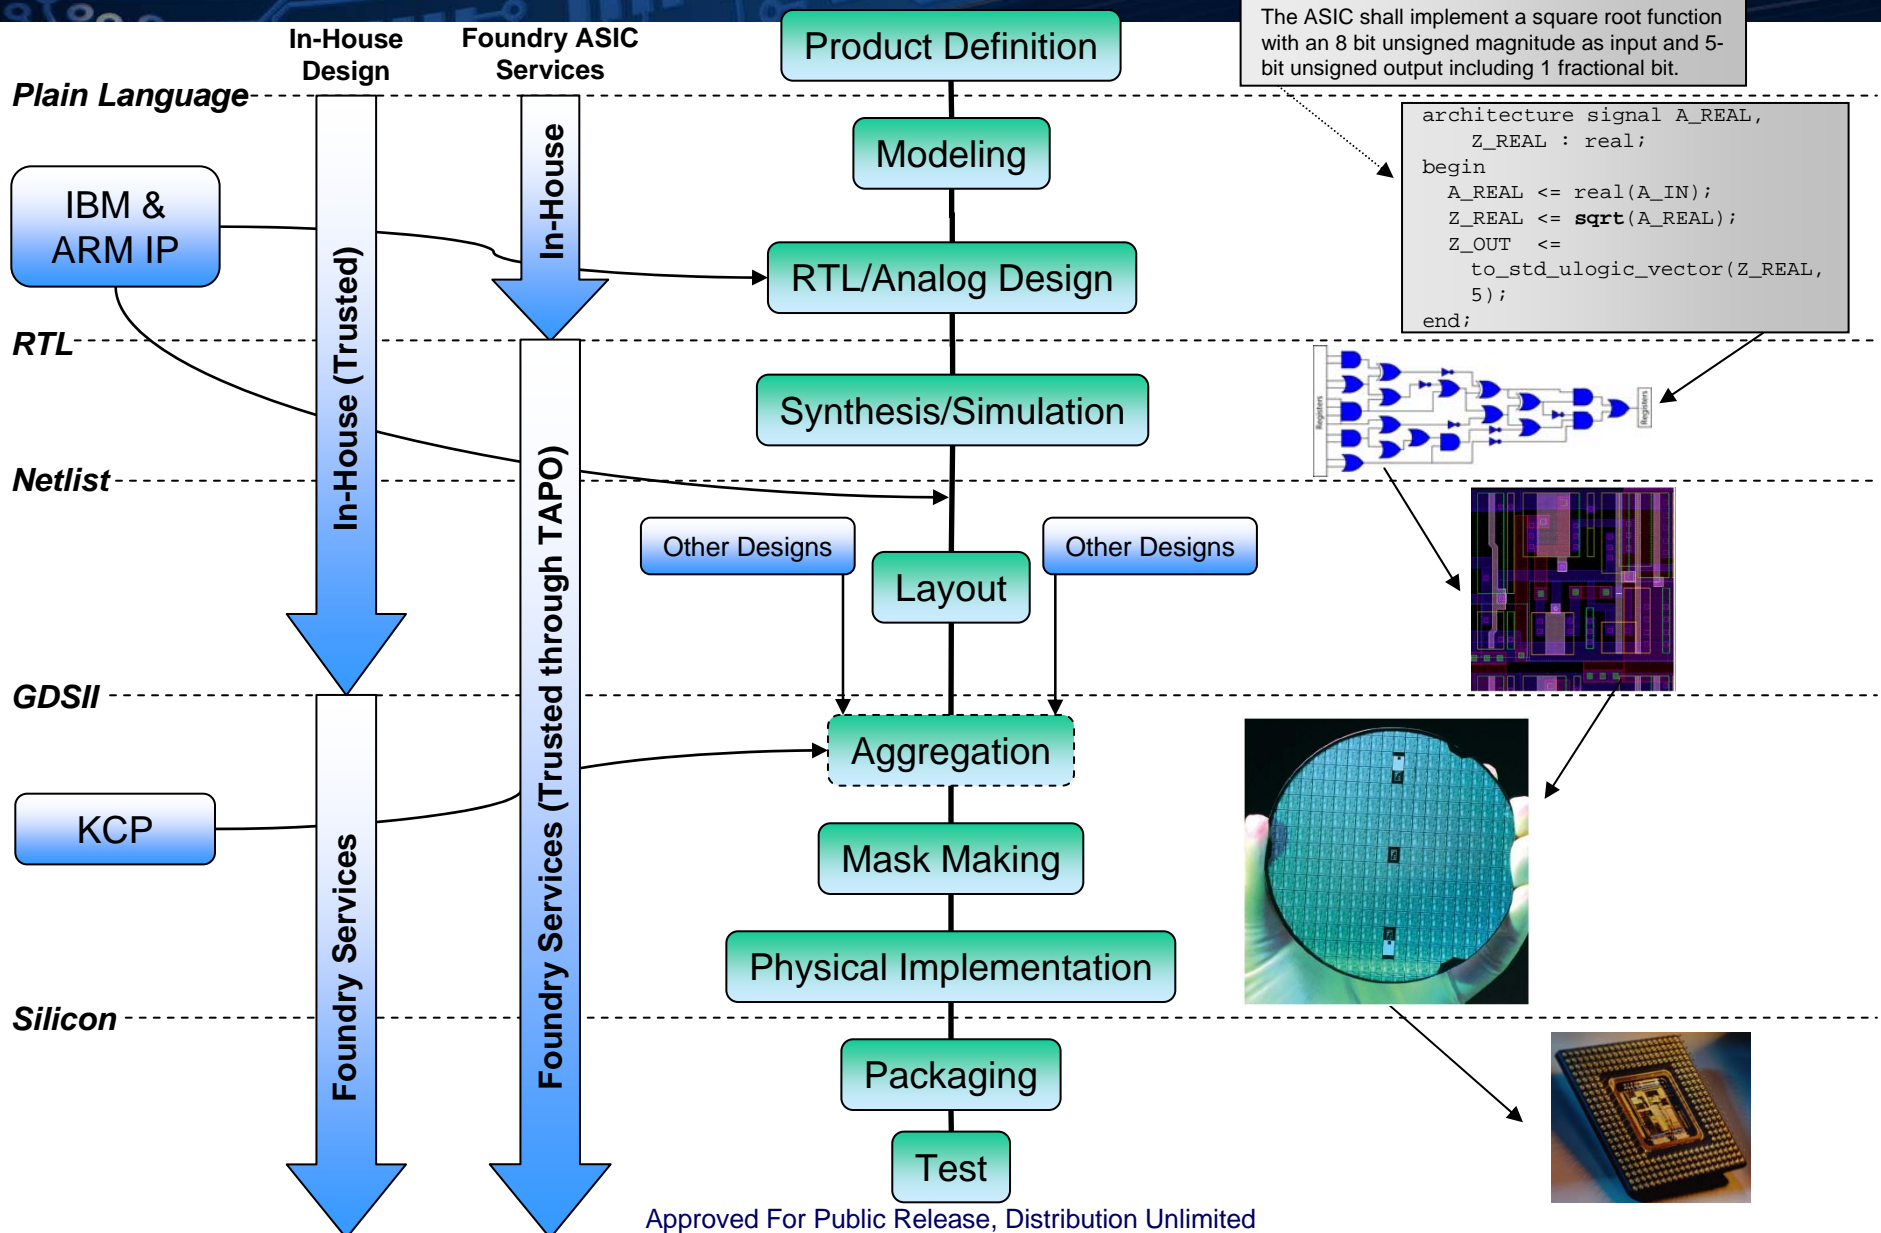 The ASIC shall implement a square root function
with an 8 bit unsigned magnitude as input and 5-
bit unsigned output including 1 fractional bit.
In-House
Design
Foundry ASIC
Services
Product Definition
Plain Language
architecture signal A_REAL,
Z_REAL : real;
begin
A_REAL <= real(A_IN);
Z_REAL <= sqrt(A_REAL);
Z_OUT <=
to_std_ulogic_vector(Z_REAL,
5);
end;
In-House
Modeling
IBM &
ARM IP
RTL/Analog Design
In-House (Trusted)
RTL
Registers
Registers
Synthesis/Simulation
Netlist
Foundry Services (Trusted through TAPO)
Other Designs
Other Designs
Layout
GDSII
Aggregation
KCP
Foundry Services
Mask Making
Physical Implementation
Silicon
Packaging
Test
Approved For Public Release, Distribution Unlimited